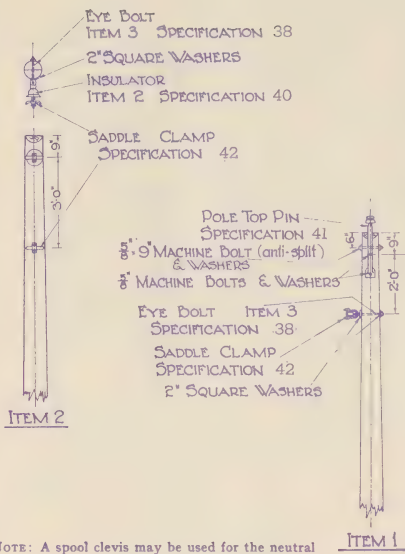 EYE BOLT
ITEM 3 SPECIFICATION 38
2" SQUARE WASHERS
INSULATOR
ITEM 2 SPECIFICATION 40
SADDLE CLAMP
SPECIFICATION 42
9"
3'-0"
ITEM 2
POLE TOP PIN
SPECIFICATION 41
5/8" × 9" MACHINE BOLT (anti-split)
& WASHERS
5/8" MACHINE BOLTS & WASHERS
6"
9"
2'-0"
EYE BOLT ITEM 3
SPECIFICATION 38
SADDLE CLAMP
SPECIFICATION 42
2" SQUARE WASHERS
ITEM 1
NOTE: A spool clevis may be used for the neutral